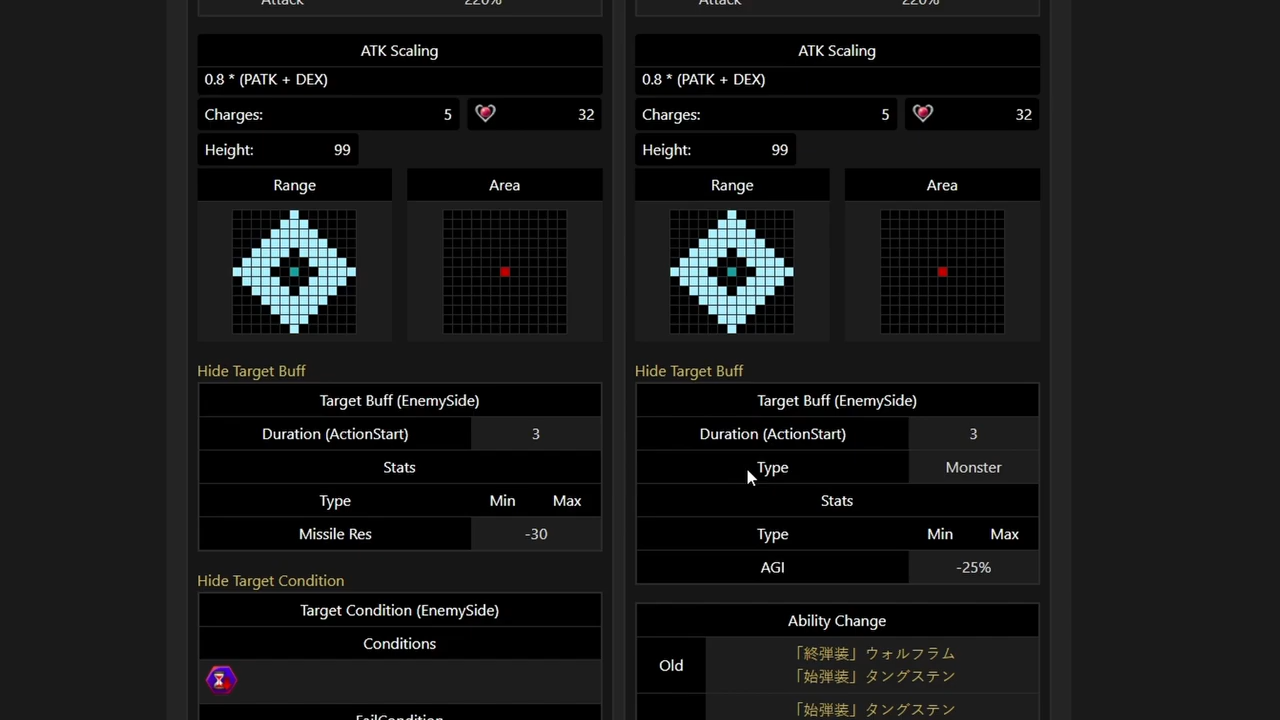 Attack 220%
ATK Scaling
0.8 * (PATK + DEX)
Charges: 5 32
Height: 99
Range Area
Hide Target Buff
Target Buff (EnemySide)
Duration (ActionStart) 3
Stats
Type Min Max
Missile Res -30
Hide Target Condition
Target Condition (EnemySide)
Conditions
FailCondition
Attack 220%
ATK Scaling
0.8 * (PATK + DEX)
Charges: 5 32
Height: 99
Range Area
Hide Target Buff
Target Buff (EnemySide)
Duration (ActionStart) 3
Type Monster
Stats
Type Min Max
AGI -25%
Ability Change
Old
「終弾装」ウォルフラム
「始弾装」タングステン
「始弾装」タングステン